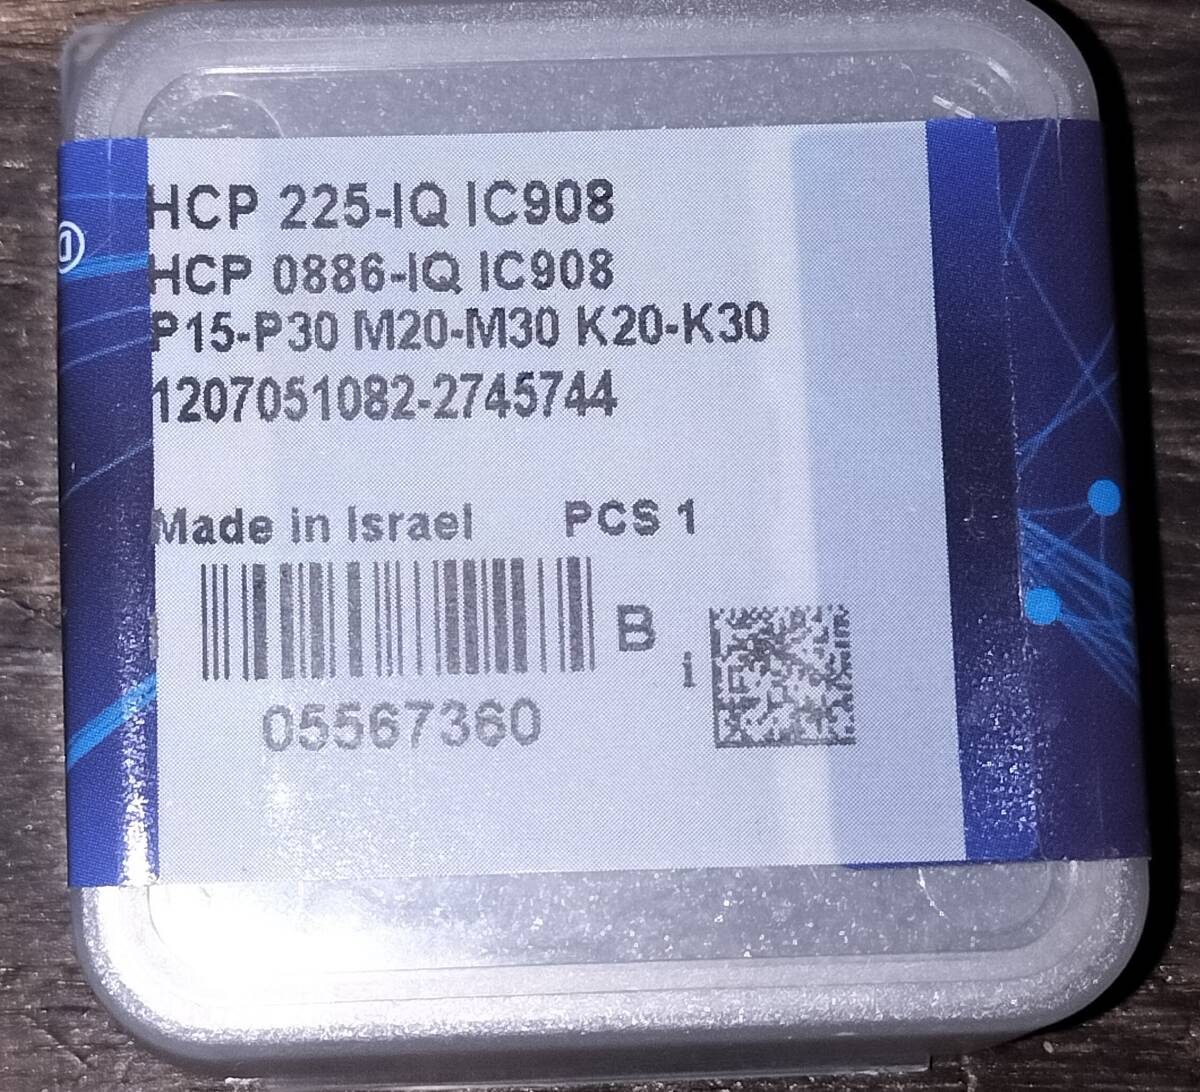 HCP 225-IQ IC908
HCP 0886-IQ IC908
P15-P30 M20-M30 K20-K30
1207051082-2745744
Made in Israel PCS 1
B
i
05567360